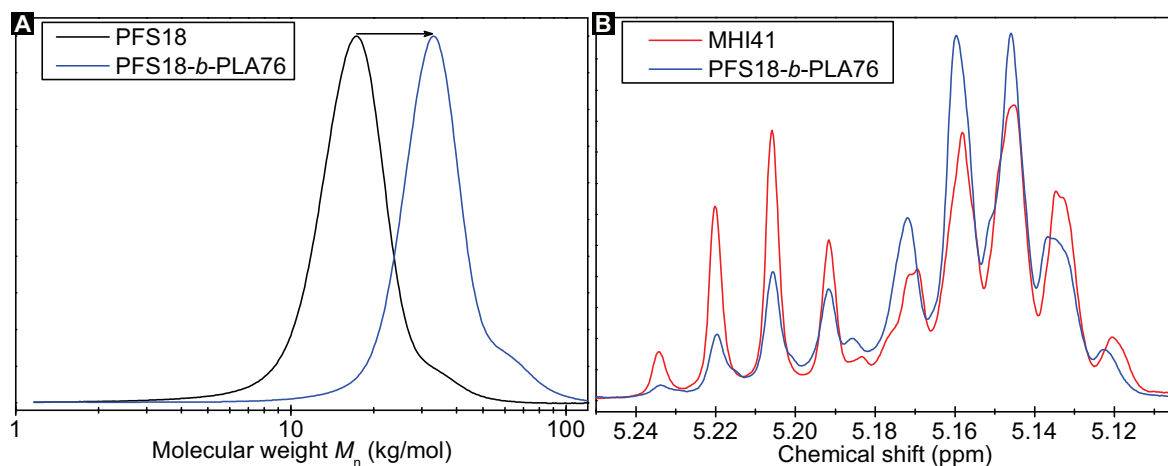 A
PFS18
PFS18-b-PLA76
1
10
100
Molecular weight Mn (kg/mol)
B
MHI41
PFS18-b-PLA76
5.24
5.22
5.20
5.18
5.16
5.14
5.12
Chemical shift (ppm)